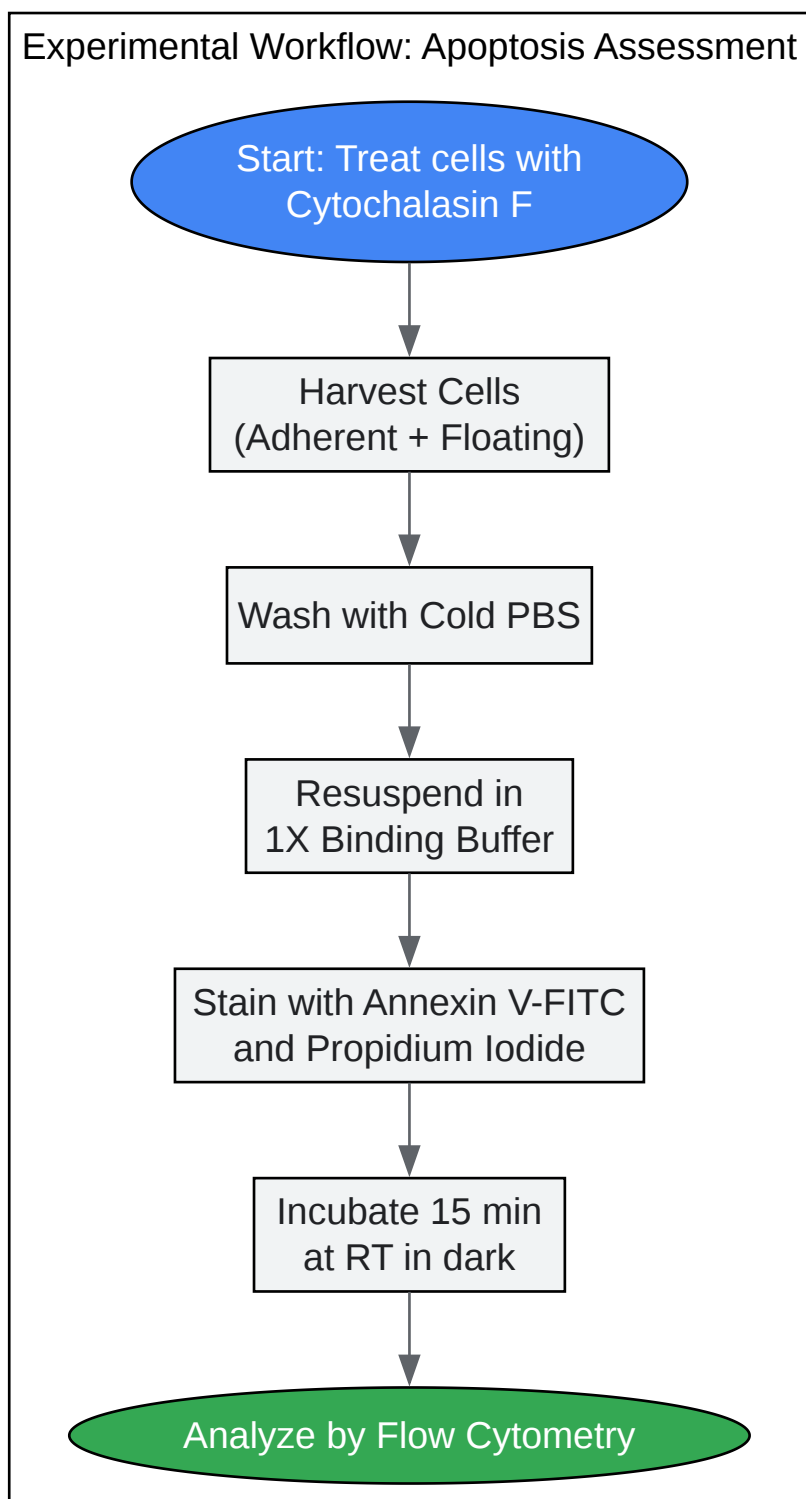 Experimental Workflow: Apoptosis Assessment
Start: Treat cells with
Cytochalasin F
Harvest Cells
(Adherent + Floating)
Wash with Cold PBS
Resuspend in
1X Binding Buffer
Stain with Annexin V-FITC
and Propidium Iodide
Incubate 15 min
at RT in dark
Analyze by Flow Cytometry